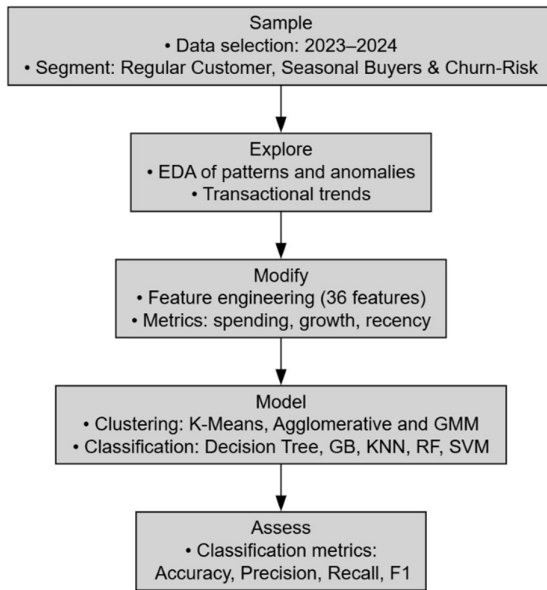 Sample
• Data selection: 2023–2024
• Segment: Regular Customer, Seasonal Buyers & Churn-Risk
Explore
• EDA of patterns and anomalies
• Transactional trends
Modify
• Feature engineering (36 features)
• Metrics: spending, growth, recency
Model
• Clustering: K-Means, Agglomerative and GMM
• Classification: Decision Tree, GB, KNN, RF, SVM
Assess
• Classification metrics:
Accuracy, Precision, Recall, F1